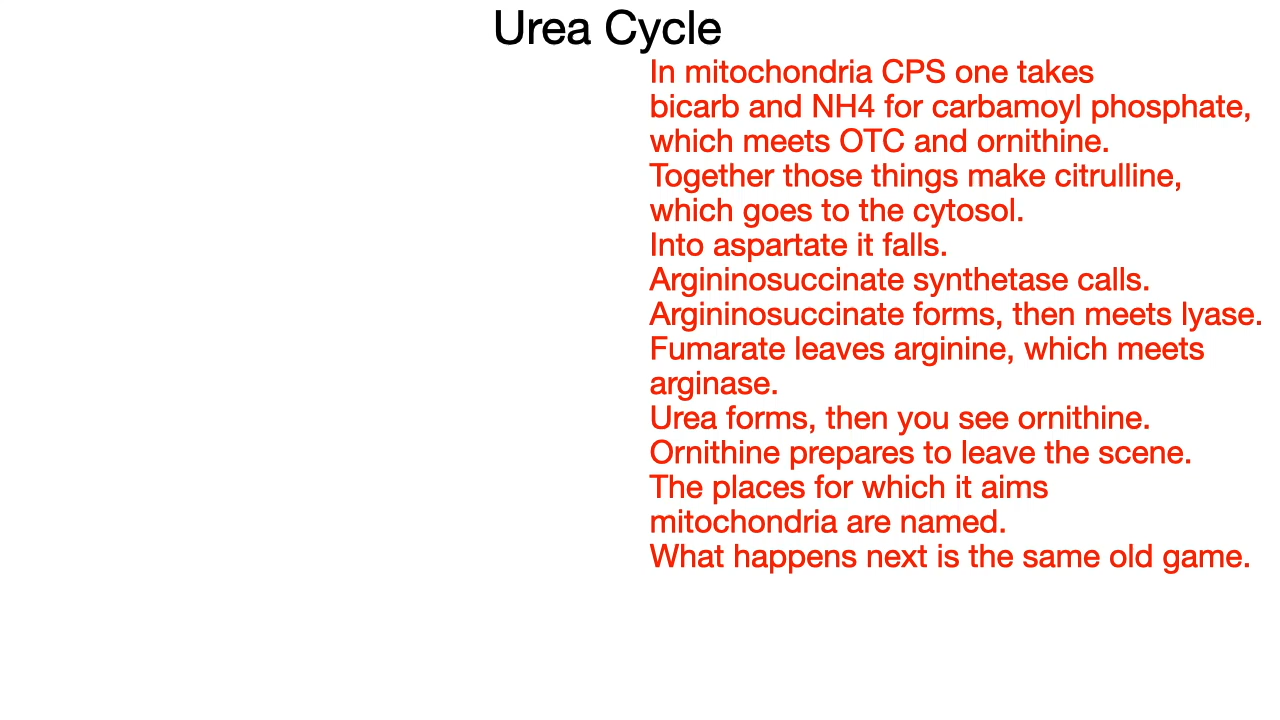 Urea Cycle
In mitochondria CPS one takes
bicarb and NH4 for carbamoyl phosphate,
which meets OTC and ornithine.
Together those things make citrulline,
which goes to the cytosol.
Into aspartate it falls.
Argininosuccinate synthetase calls.
Argininosuccinate forms, then meets lyase.
Fumarate leaves arginine, which meets
arginase.
Urea forms, then you see ornithine.
Ornithine prepares to leave the scene.
The places for which it aims
mitochondria are named.
What happens next is the same old game.